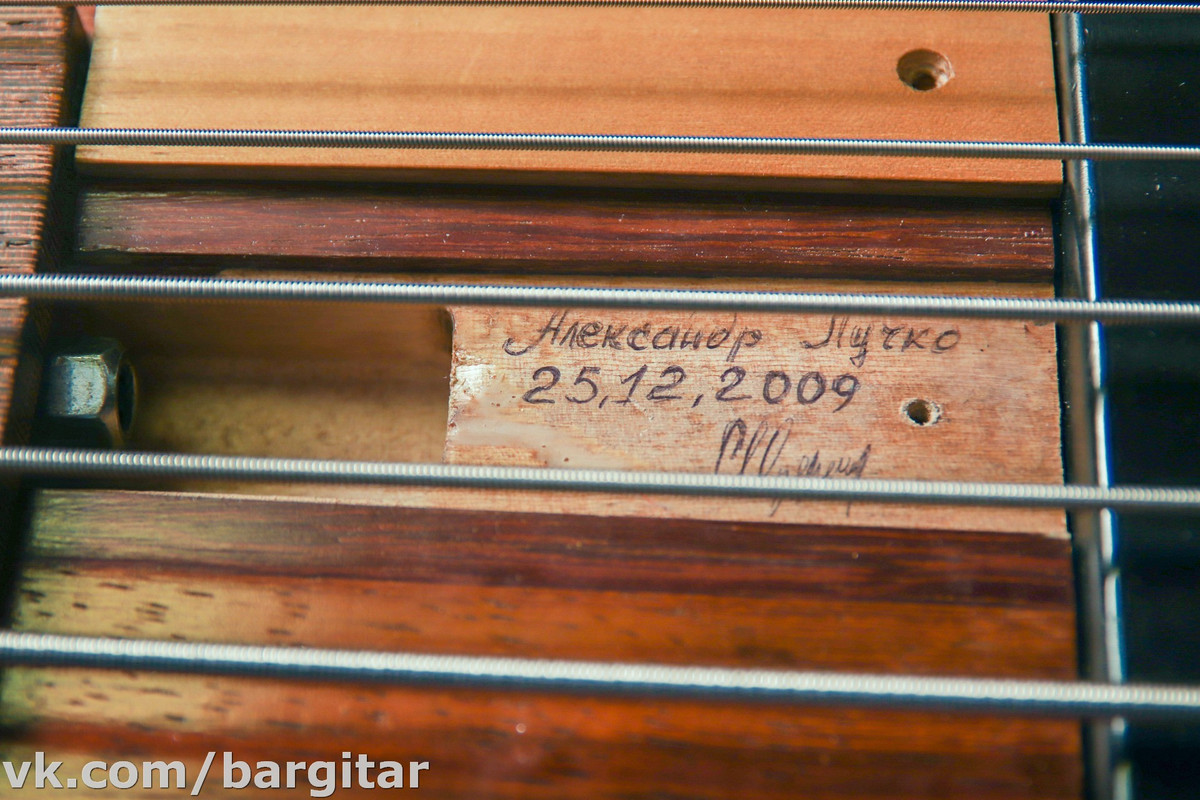 Александр Лучко
25,12,2009
vk.com/bargitar